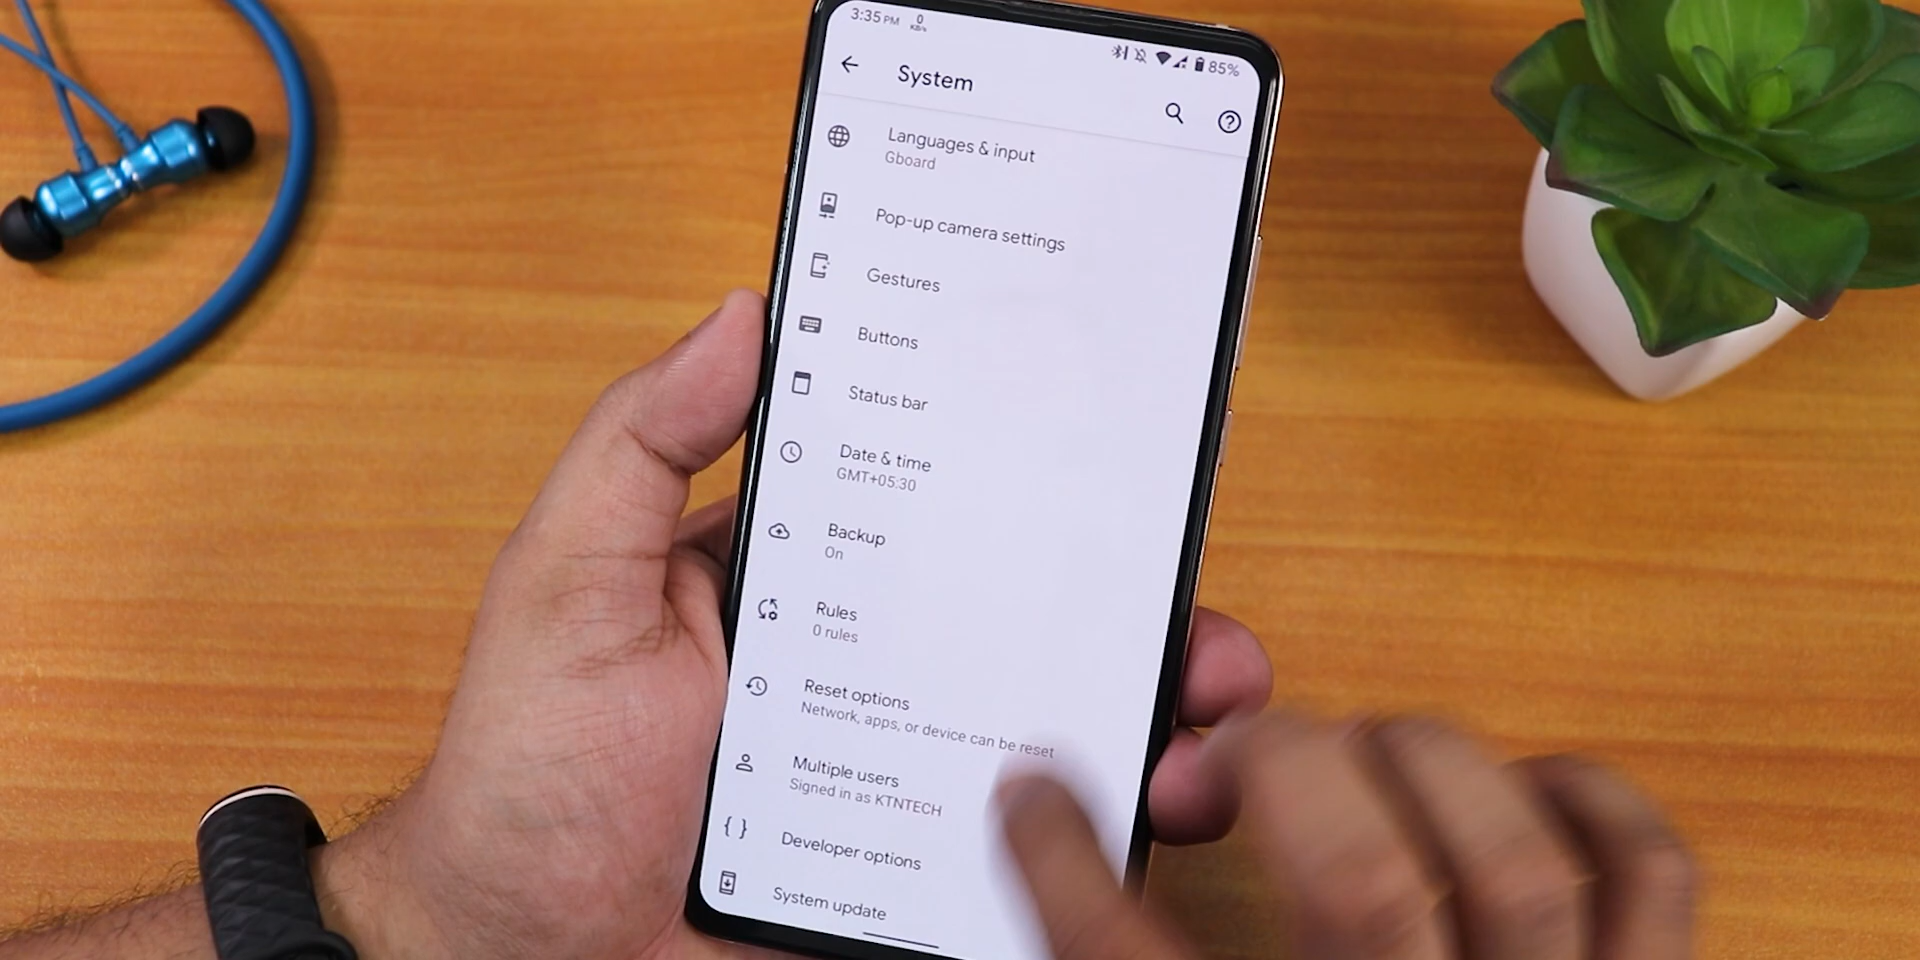 3:35 PM 0 KB/s 85%
System
Languages & input
Gboard
Pop-up camera settings
Gestures
Buttons
Status bar
Date & time
GMT+05:30
Backup
On
Rules
0 rules
Reset options
Network, apps, or device can be reset
Multiple users
Signed in as KTNTECH
Developer options
System update